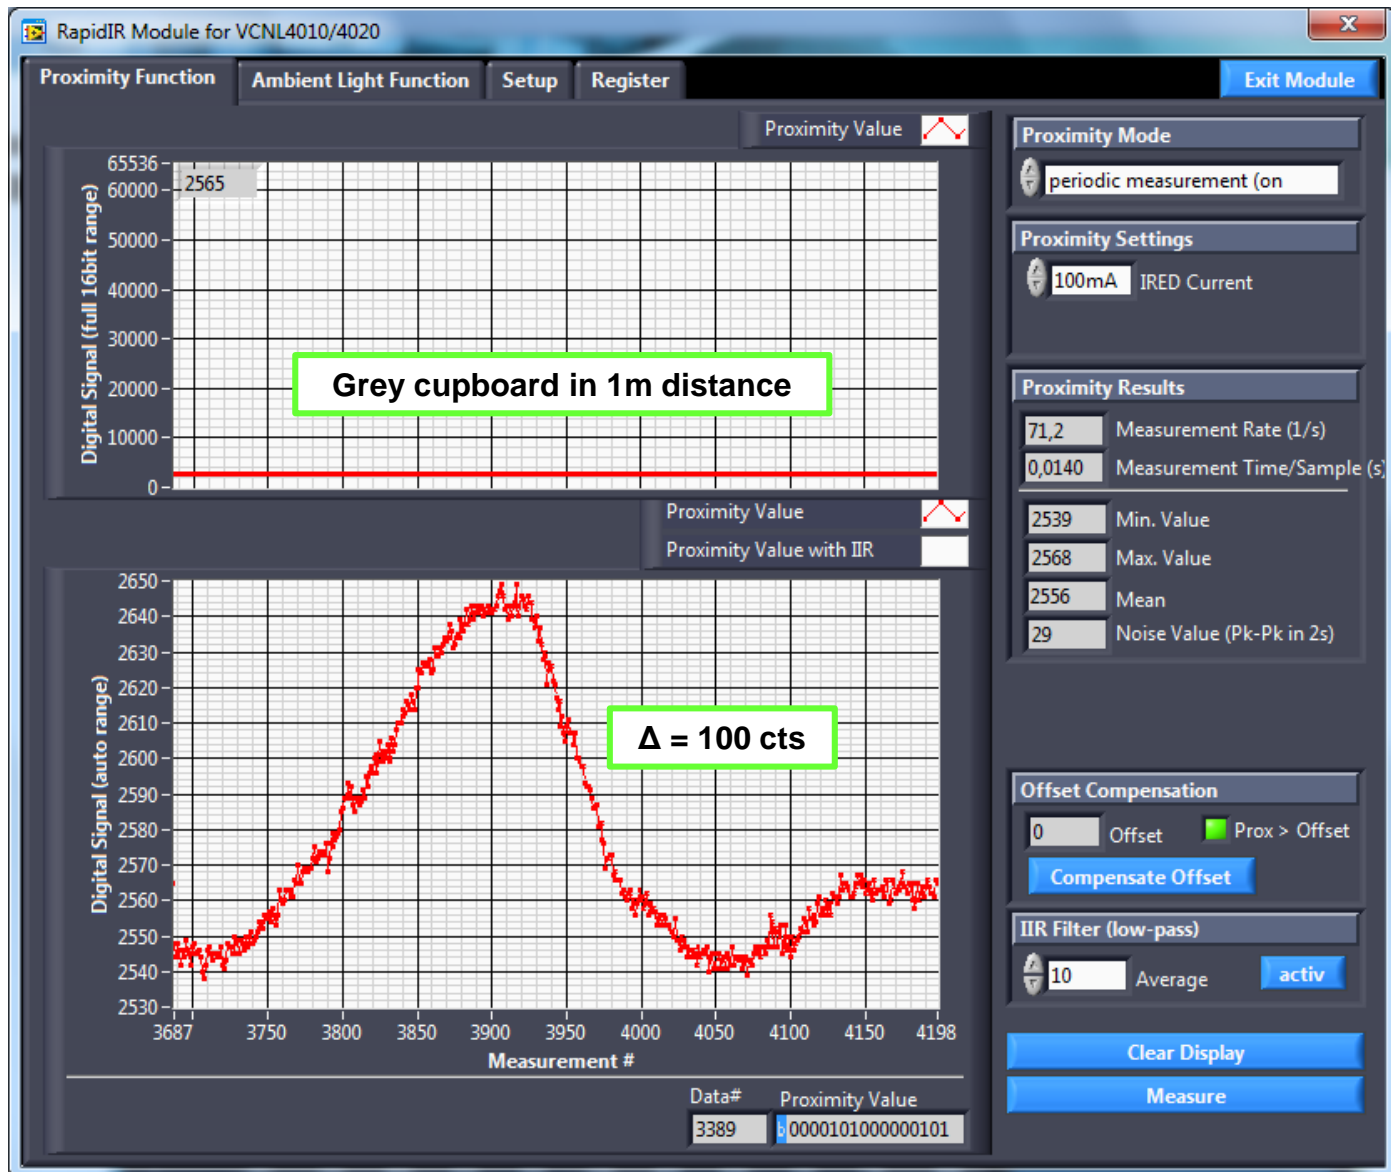 RapidIR Module for VCNL4010/4020
x
Proximity Function
Ambient Light Function
Setup
Register
Exit Module
Proximity Value
Digital Signal (full 16bit range)
65536
60000
50000
40000
30000
20000
10000
0
2565
Grey cupboard in 1m distance
Proximity Value
Proximity Value with IIR
Digital Signal (auto range)
2650
2640
2630
2620
2610
2600
2590
2580
2570
2560
2550
2540
2530
Δ = 100 cts
3687 3750 3800 3850 3900 3950 4000 4050 4100 4150 4198
Measurement #
Data#
3389
Proximity Value
b 0000101000000101
Proximity Mode
periodic measurement (on
Proximity Settings
100mA IRED Current
Proximity Results
71,2 Measurement Rate (1/s)
0,0140 Measurement Time/Sample (s)
2539 Min. Value
2568 Max. Value
2556 Mean
29 Noise Value (Pk-Pk in 2s)
Offset Compensation
0 Offset
Prox > Offset
Compensate Offset
IIR Filter (low-pass)
10 Average
activ
Clear Display
Measure